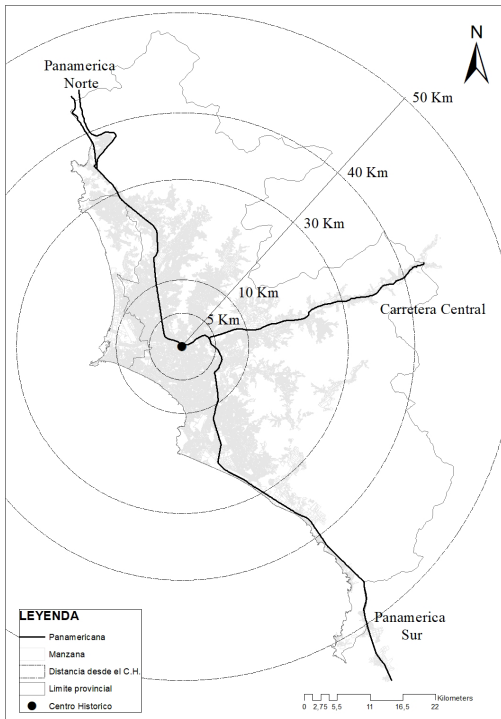 Panamerica
Norte
N
50 Km
40 Km
30 Km
10 Km
5 Km
Carretera Central
Panamerica
Sur
LEYENDA
Panamericana
Manzana
Distancia desde el C.H.
Limite provincial
Centro Historico
Kilometers
0 2,75 5,5 11 16,5 22